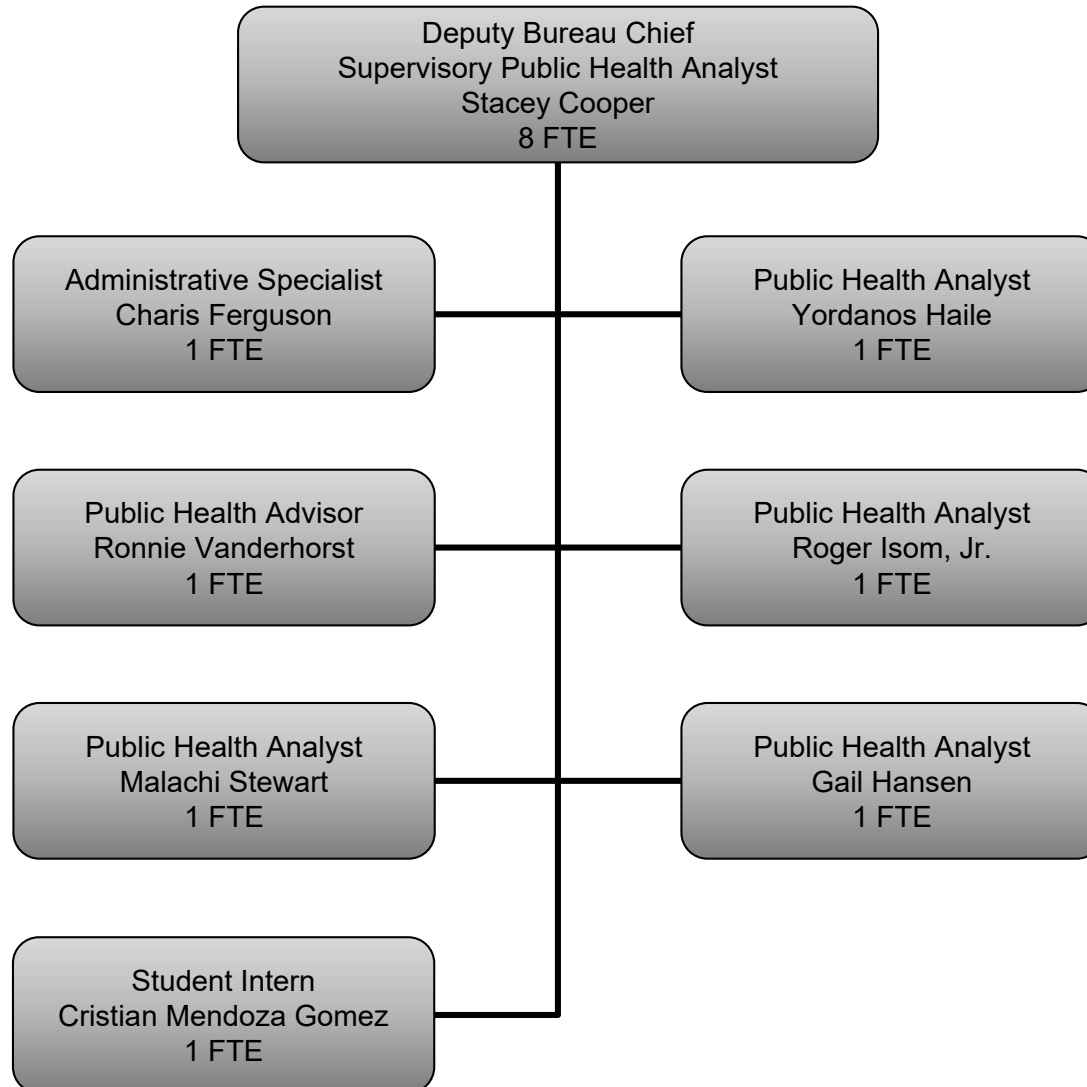 Deputy Bureau Chief
Supervisory Public Health Analyst
Stacey Cooper
8 FTE
Administrative Specialist
Charis Ferguson
1 FTE
Public Health Analyst
Yordanos Haile
1 FTE
Public Health Advisor
Ronnie Vanderhorst
1 FTE
Public Health Analyst
Roger Isom, Jr.
1 FTE
Public Health Analyst
Malachi Stewart
1 FTE
Public Health Analyst
Gail Hansen
1 FTE
Student Intern
Cristian Mendoza Gomez
1 FTE